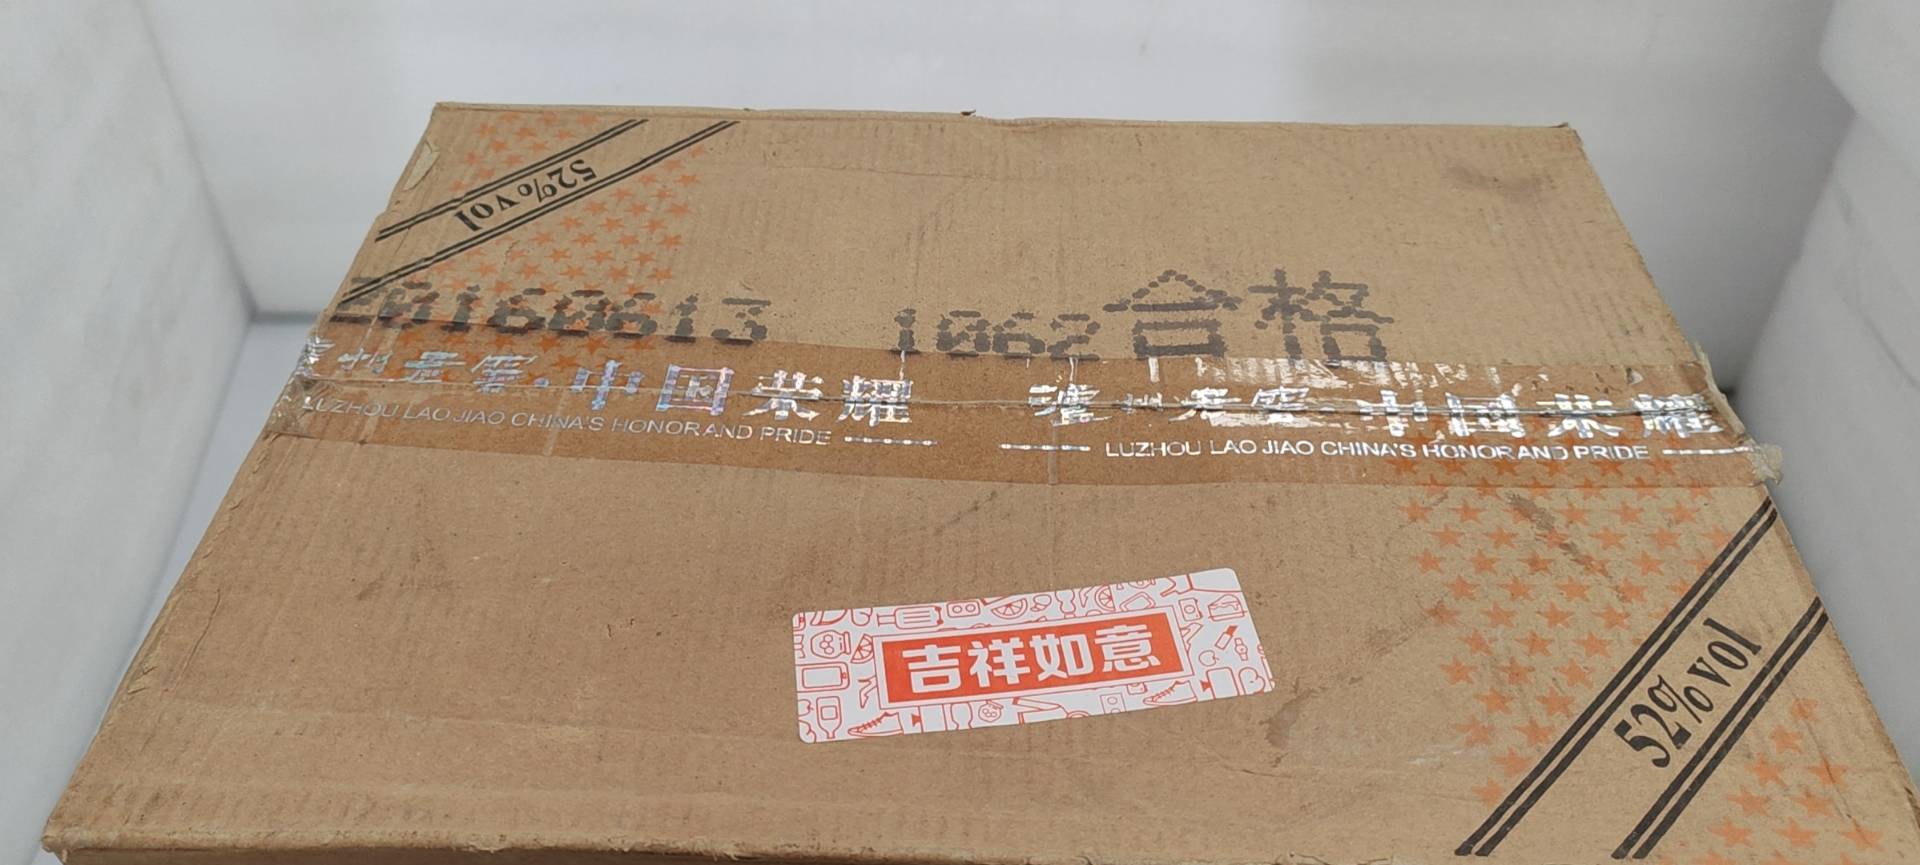 52% vol
20160613 1062合格
泸州老窖·中国荣耀 泸州老窖·中国荣耀
LUZHOU LAO JIAO CHINA'S HONOR AND PRIDE LUZHOU LAO JIAO CHINA'S HONOR AND PRIDE
吉祥如意
52% vol